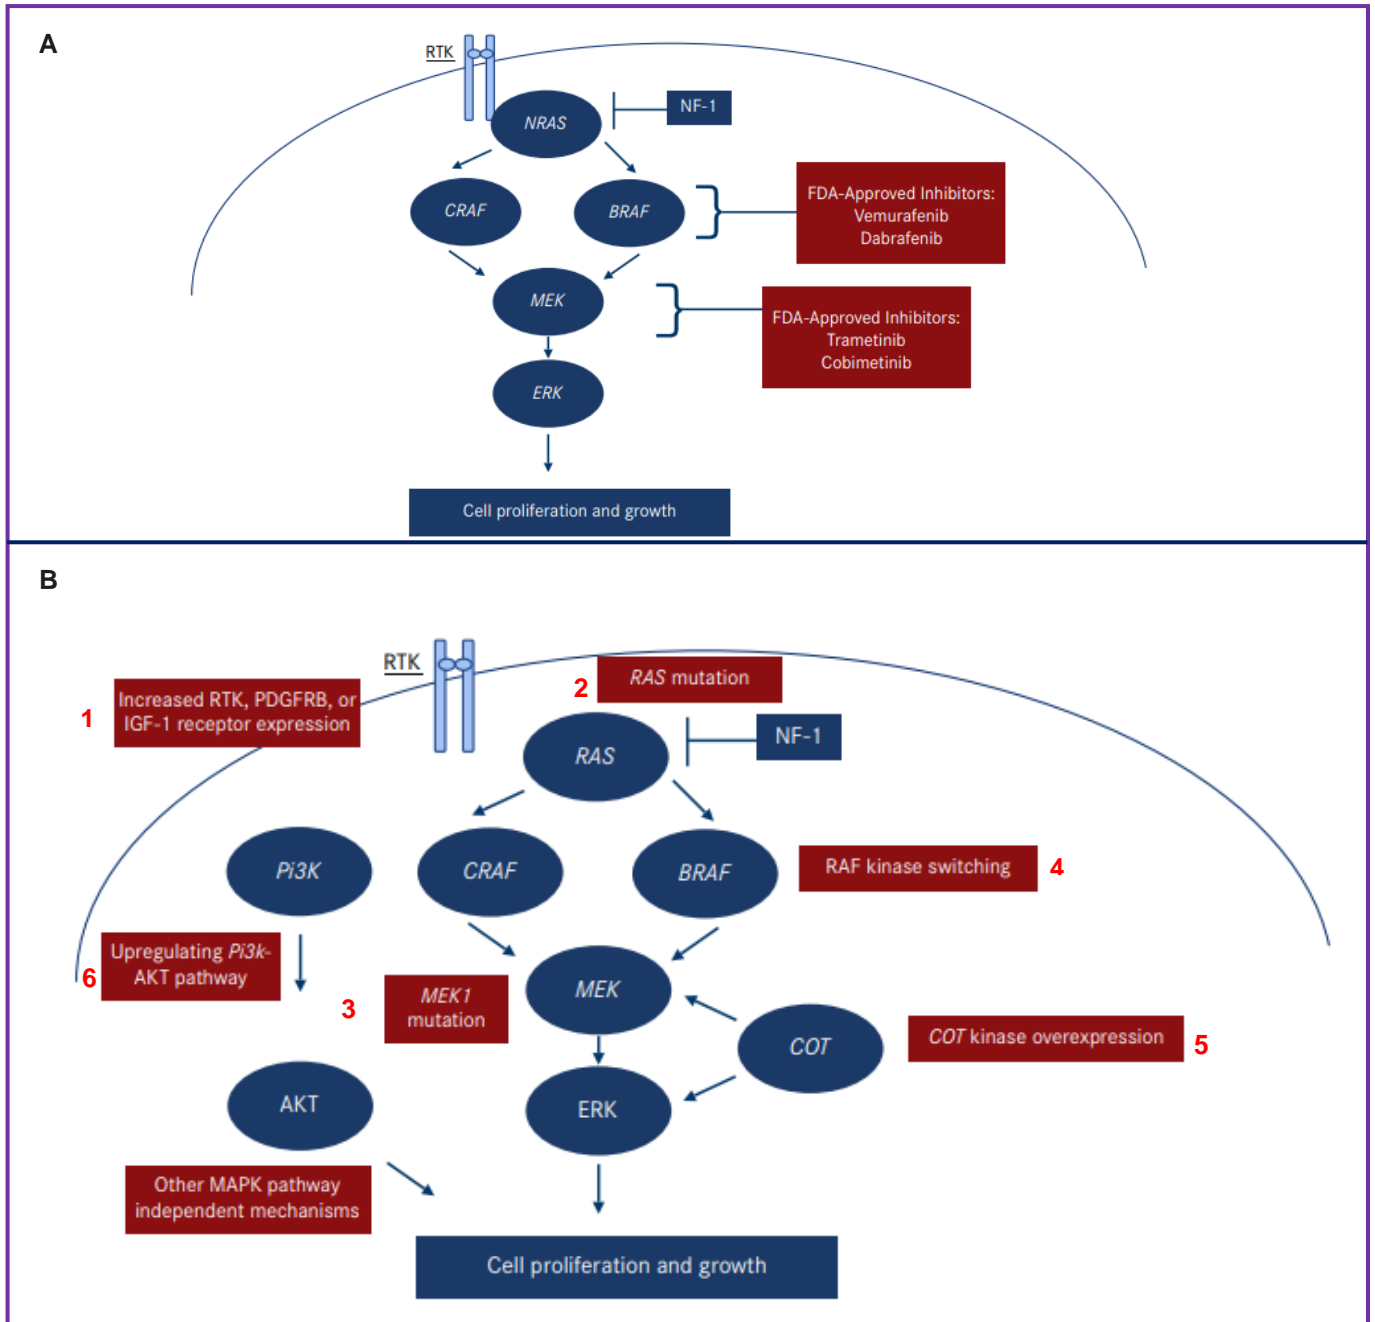 A
RTK
NRAS
NF-1
CRAF
BRAF
FDA-Approved Inhibitors:
Vemurafenib
Dabrafenib
MEK
FDA-Approved Inhibitors:
Trametinib
Cobimetinib
ERK
Cell proliferation and growth
B
RTK
1
Increased RTK, PDGFRB, or
IGF-1 receptor expression
2
RAS mutation
RAS
NF-1
Pi3K
CRAF
BRAF
RAF kinase switching
4
6
Upregulating Pi3k-
AKT pathway
3
MEK1
mutation
MEK
COT
COT kinase overexpression
5
AKT
ERK
Other MAPK pathway
independent mechanisms
Cell proliferation and growth